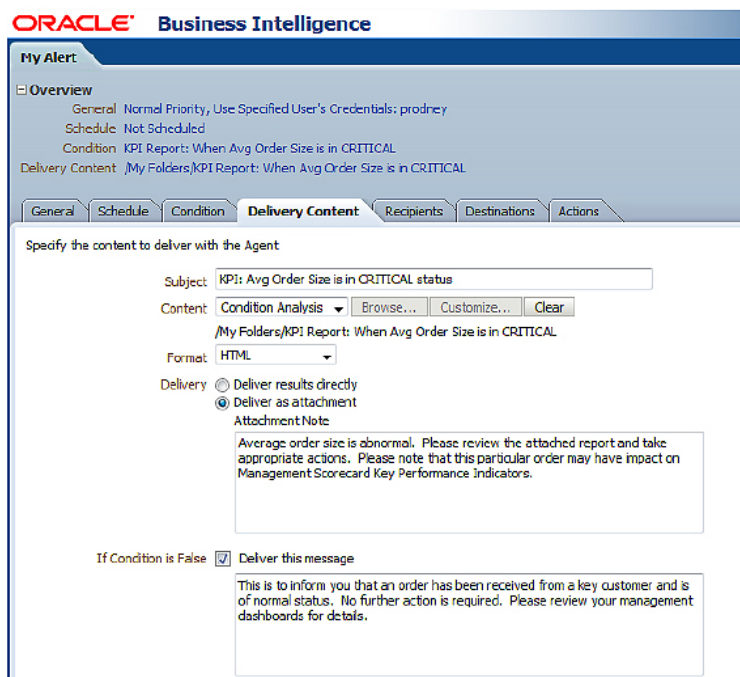 ORACLE Business Intelligence
My Alert
Overview
General Normal Priority, Use Specified User's Credentials: prodney
Schedule Not Scheduled
Condition KPI Report: When Avg Order Size is in CRITICAL
Delivery Content /My Folders/KPI Report: When Avg Order Size is in CRITICAL
General Schedule Condition Delivery Content Recipients Destinations Actions
Specify the content to deliver with the Agent
Subject KPI: Avg Order Size is in CRITICAL status
Content Condition Analysis Browse... Customize... Clear
/My Folders/KPI Report: When Avg Order Size is in CRITICAL
Format HTML
Delivery Deliver results directly
Deliver as attachment
Attachment Note
Average order size is abnormal. Please review the attached report and take
appropriate actions. Please note that this particular order may have impact on
Management Scorecard Key Performance Indicators.
If Condition is False Deliver this message
This is to inform you that an order has been received from a key customer and is
of normal status. No further action is required. Please review your management
dashboards for details.